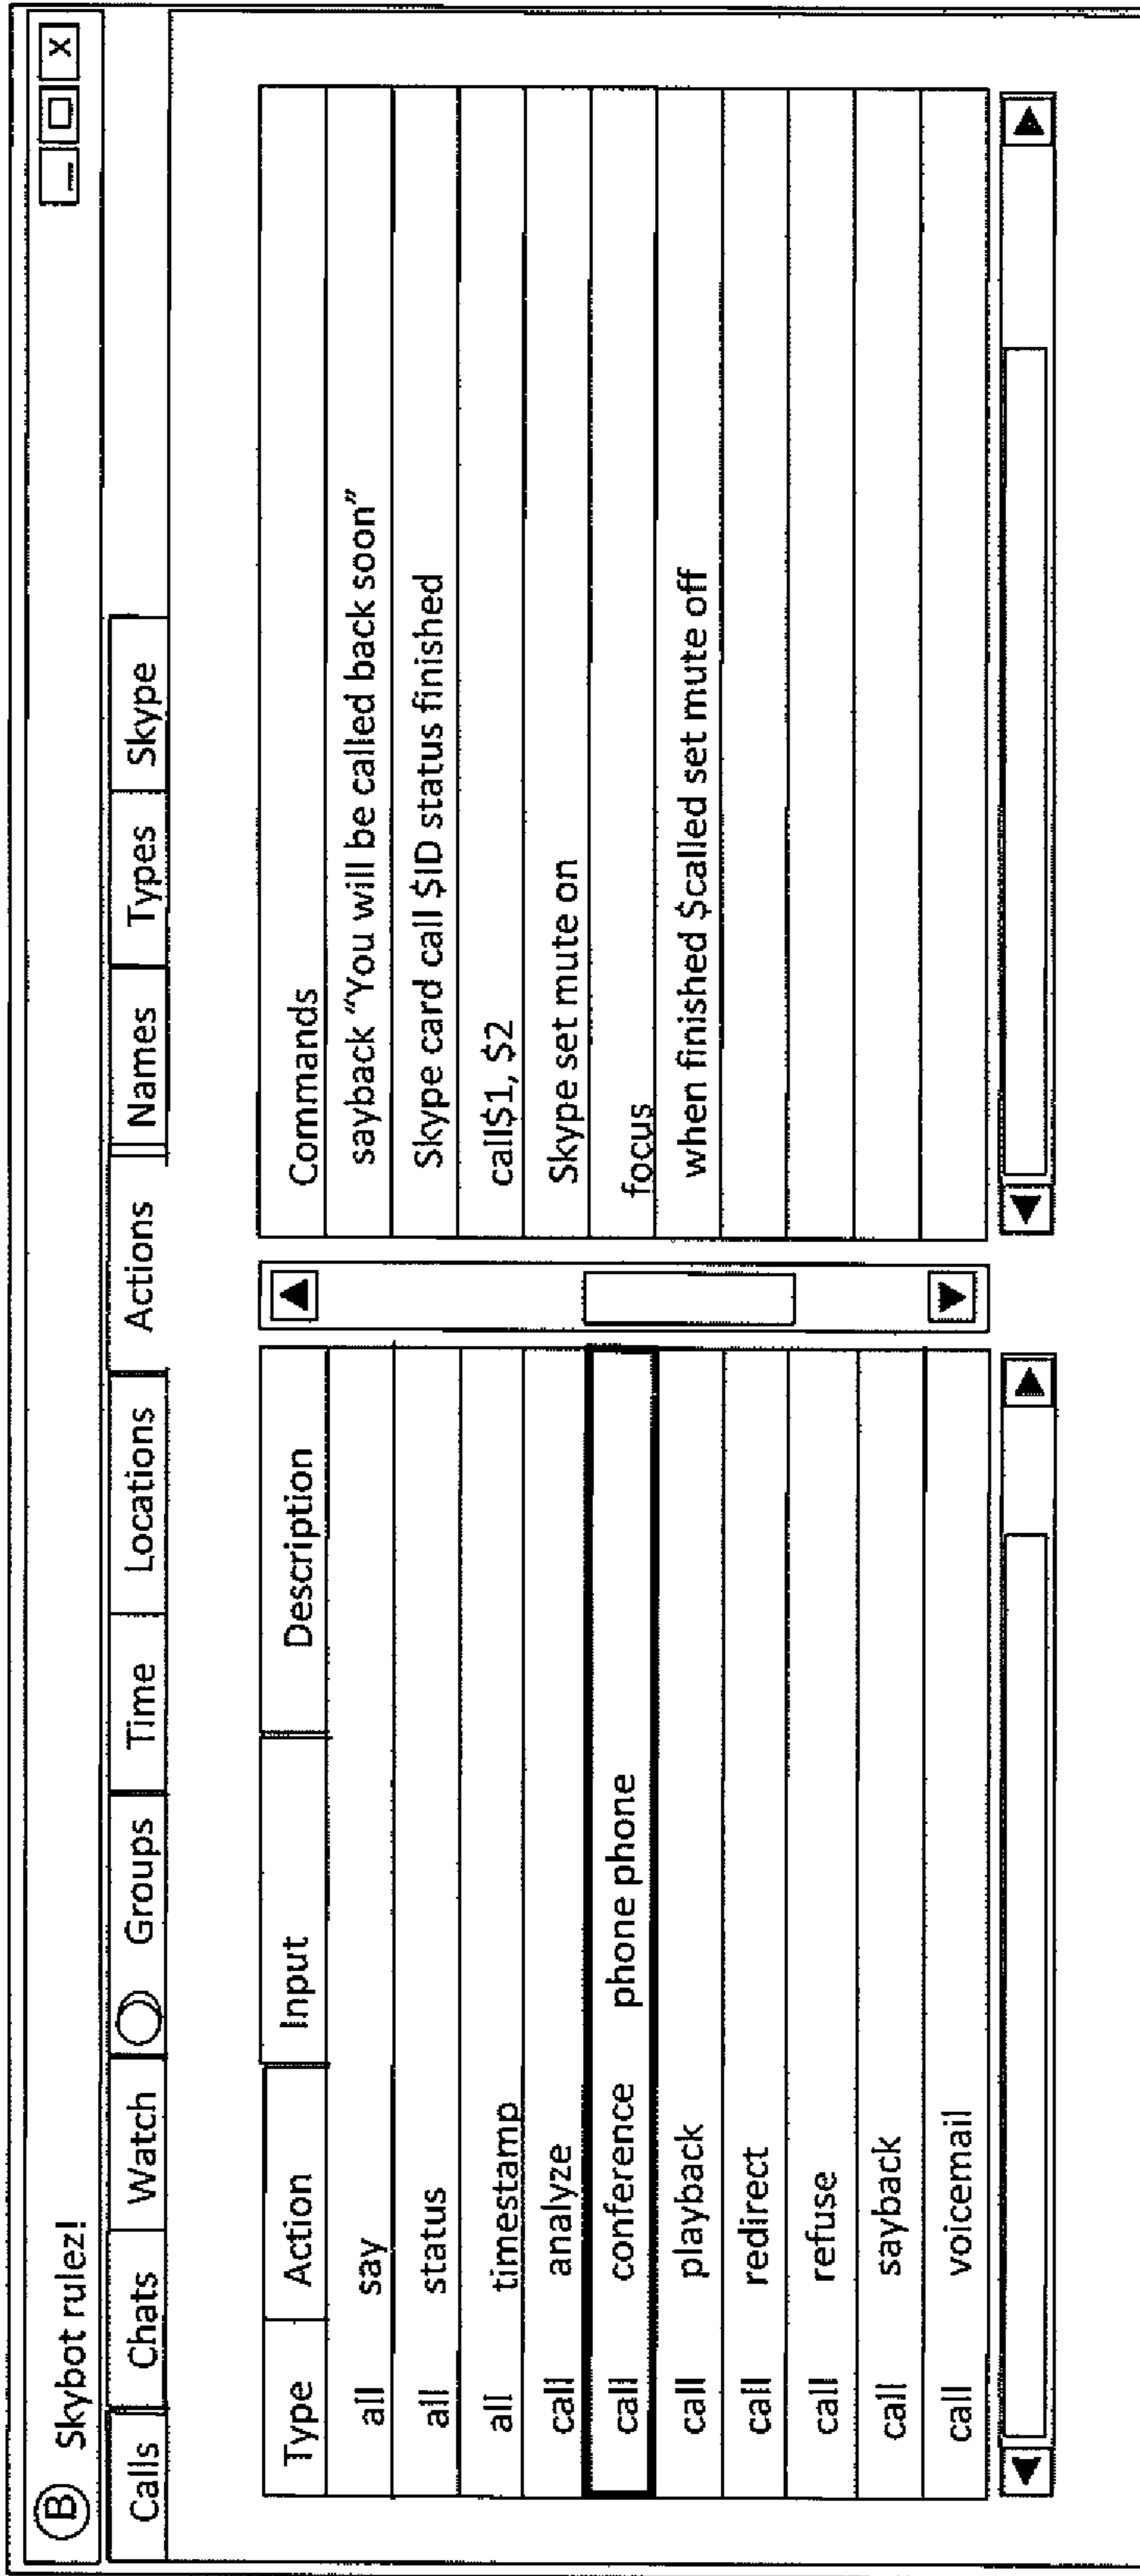 B Skybot rulez! _ X
Calls Chats Watch Groups Time Locations Actions Names Types Skype
Type Action Input Description
all say
all status
all timestamp
call analyze
call conference phone phone
call playback
call redirect
call refuse
call sayback
call voicemail
Commands
sayback “You will be called back soon”
Skype card call $ID status finished
call$1, $2
Skype set mute on
focus
when finished $called set mute off